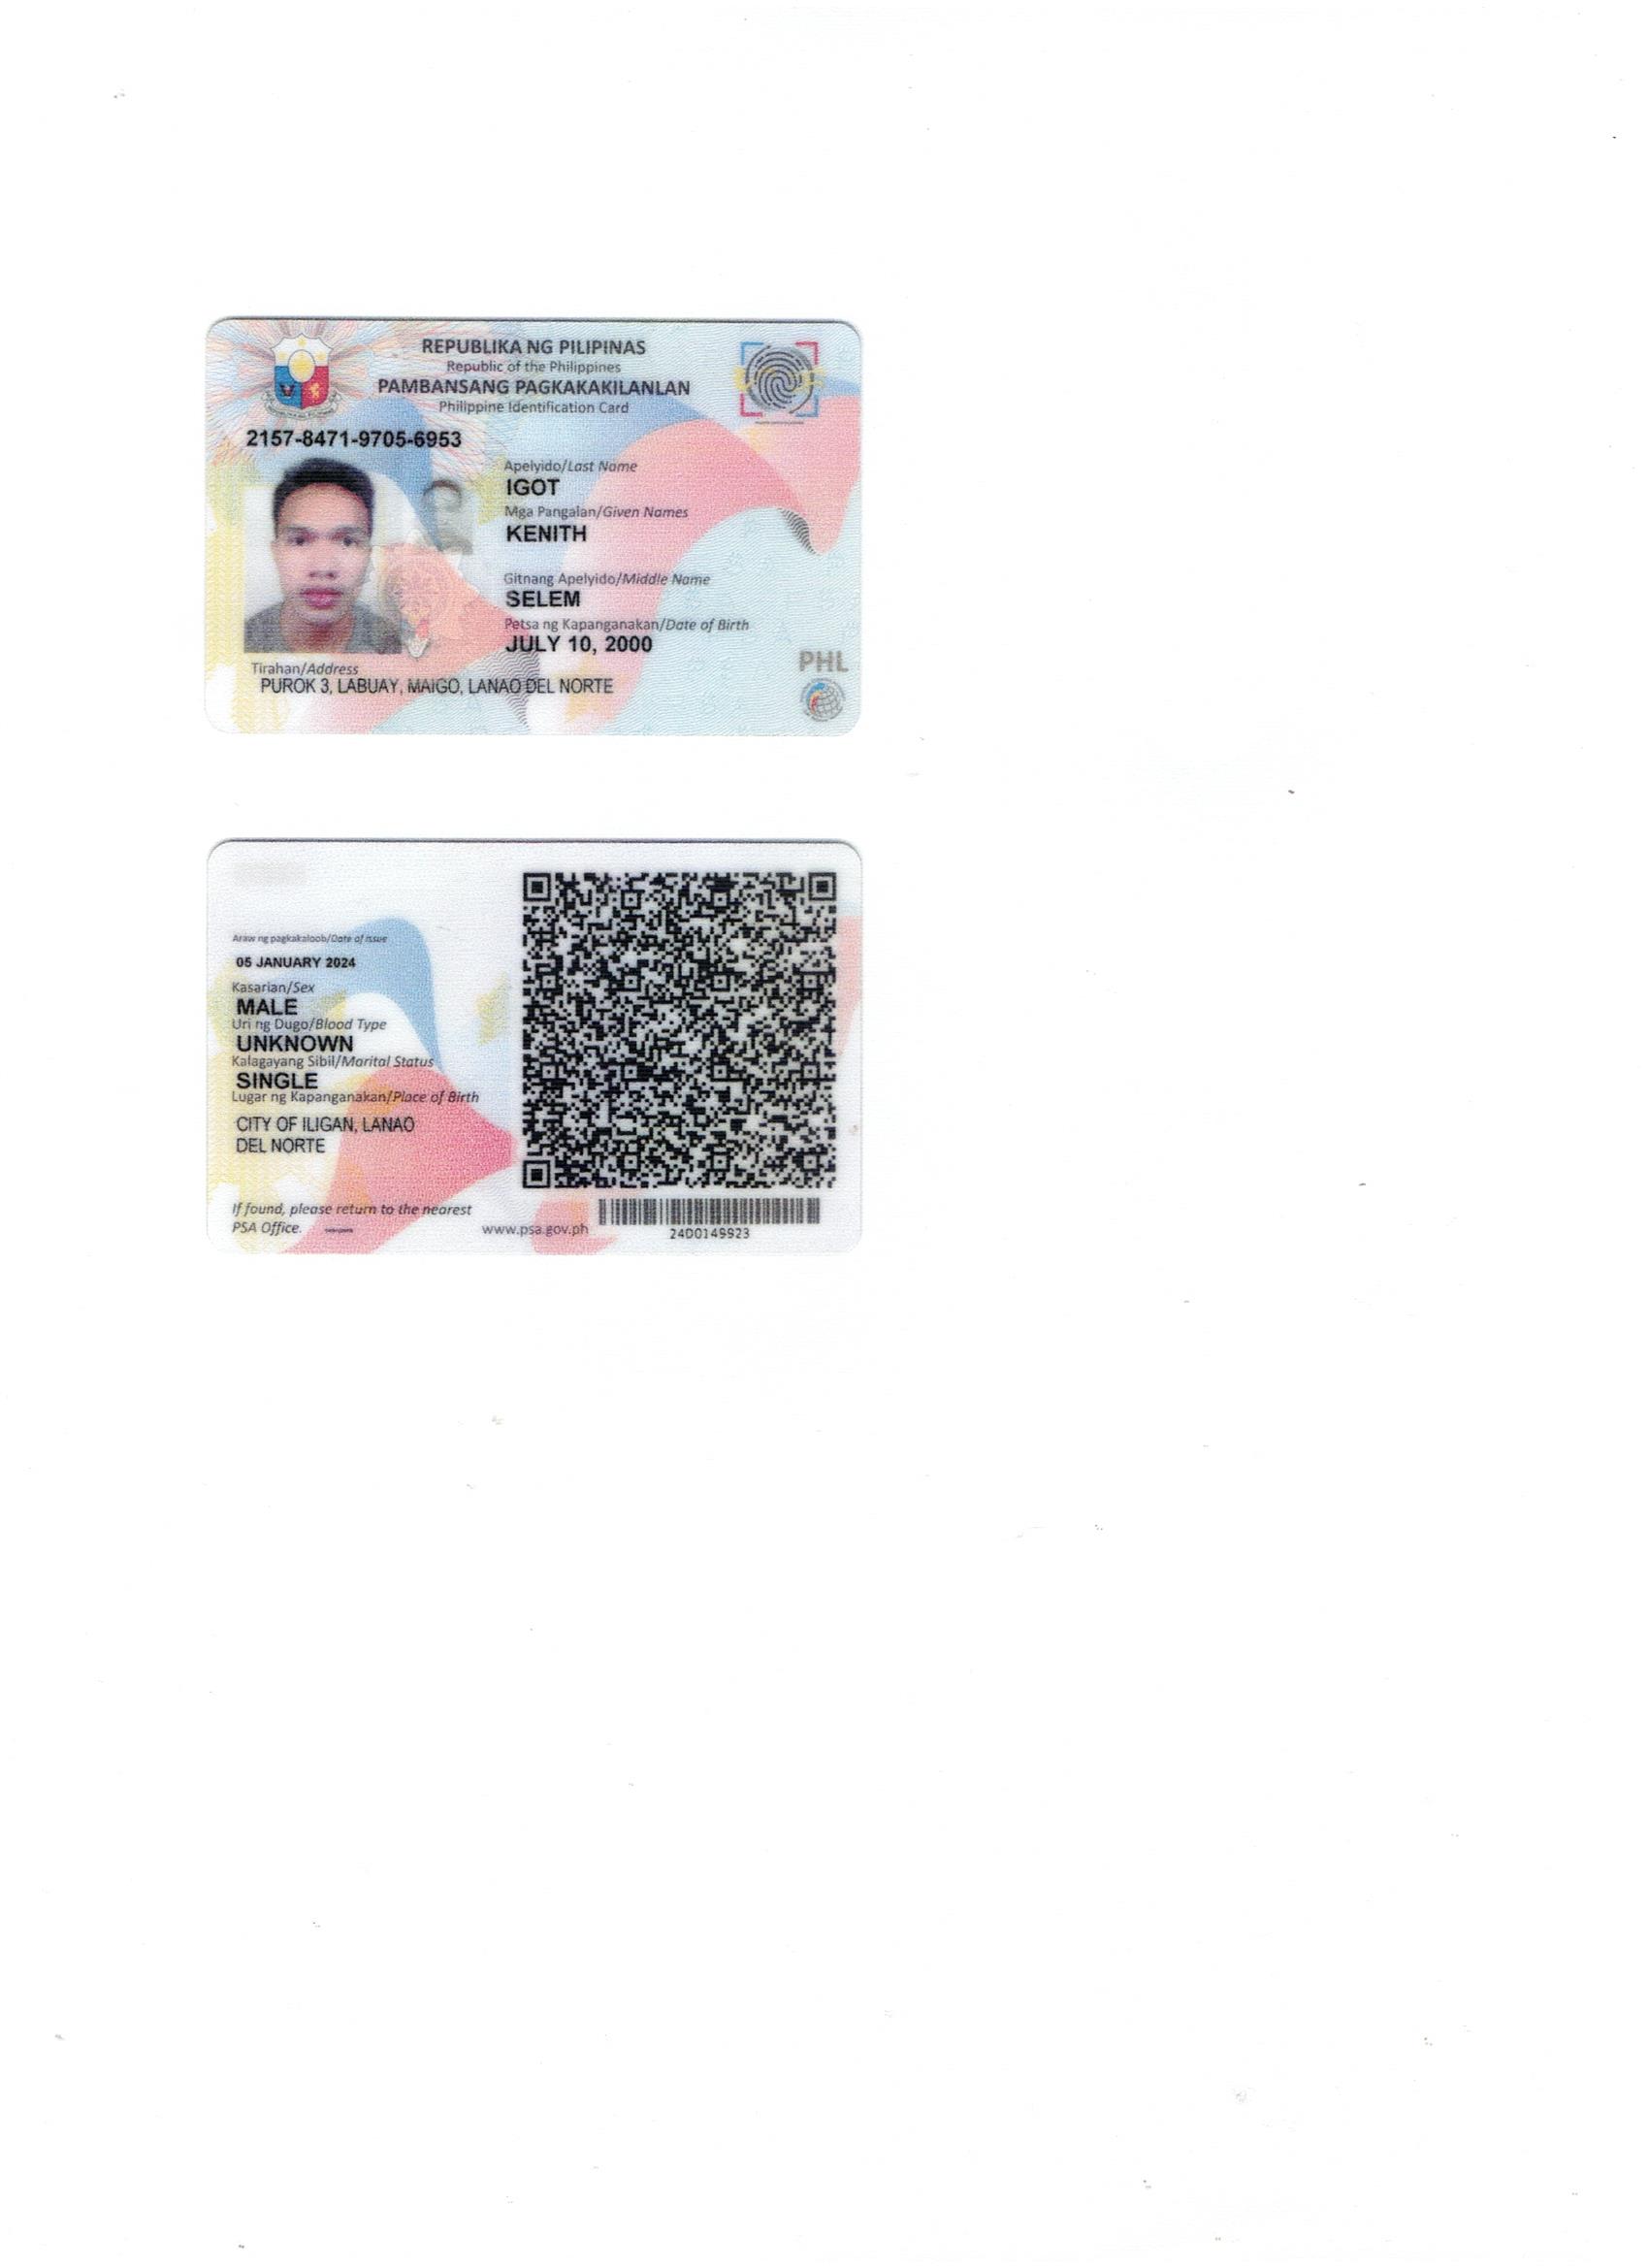 REPUBLIKA NG PILIPINAS
Republic of the Philippines
PAMBANSANG PAGKAKAKILANLAN
Philippine Identification Card
2157-8471-9705-6953
Apelyido/Last Name
IGOT
Mga Pangalan/Given Names
KENITH
Gitnang Apelyido/Middle Name
SELEM
Petsa ng Kapanganakan/Date of Birth
JULY 10, 2000
Tirahan/Address
PUROK 3, LABUAY, MAIGO, LANAO DEL NORTE
PHL
Araw ng pagkakaloob/Date of issue
05 JANUARY 2024
Kasarian/Sex
MALE
Uri ng Dugo/Blood Type
UNKNOWN
Kalagayang Sibil/Marital Status
SINGLE
Lugar ng Kapanganakan/Place of Birth
CITY OF ILIGAN, LANAO
DEL NORTE
If found, please return to the nearest
PSA Office.
www.psa.gov.ph
24D0149923